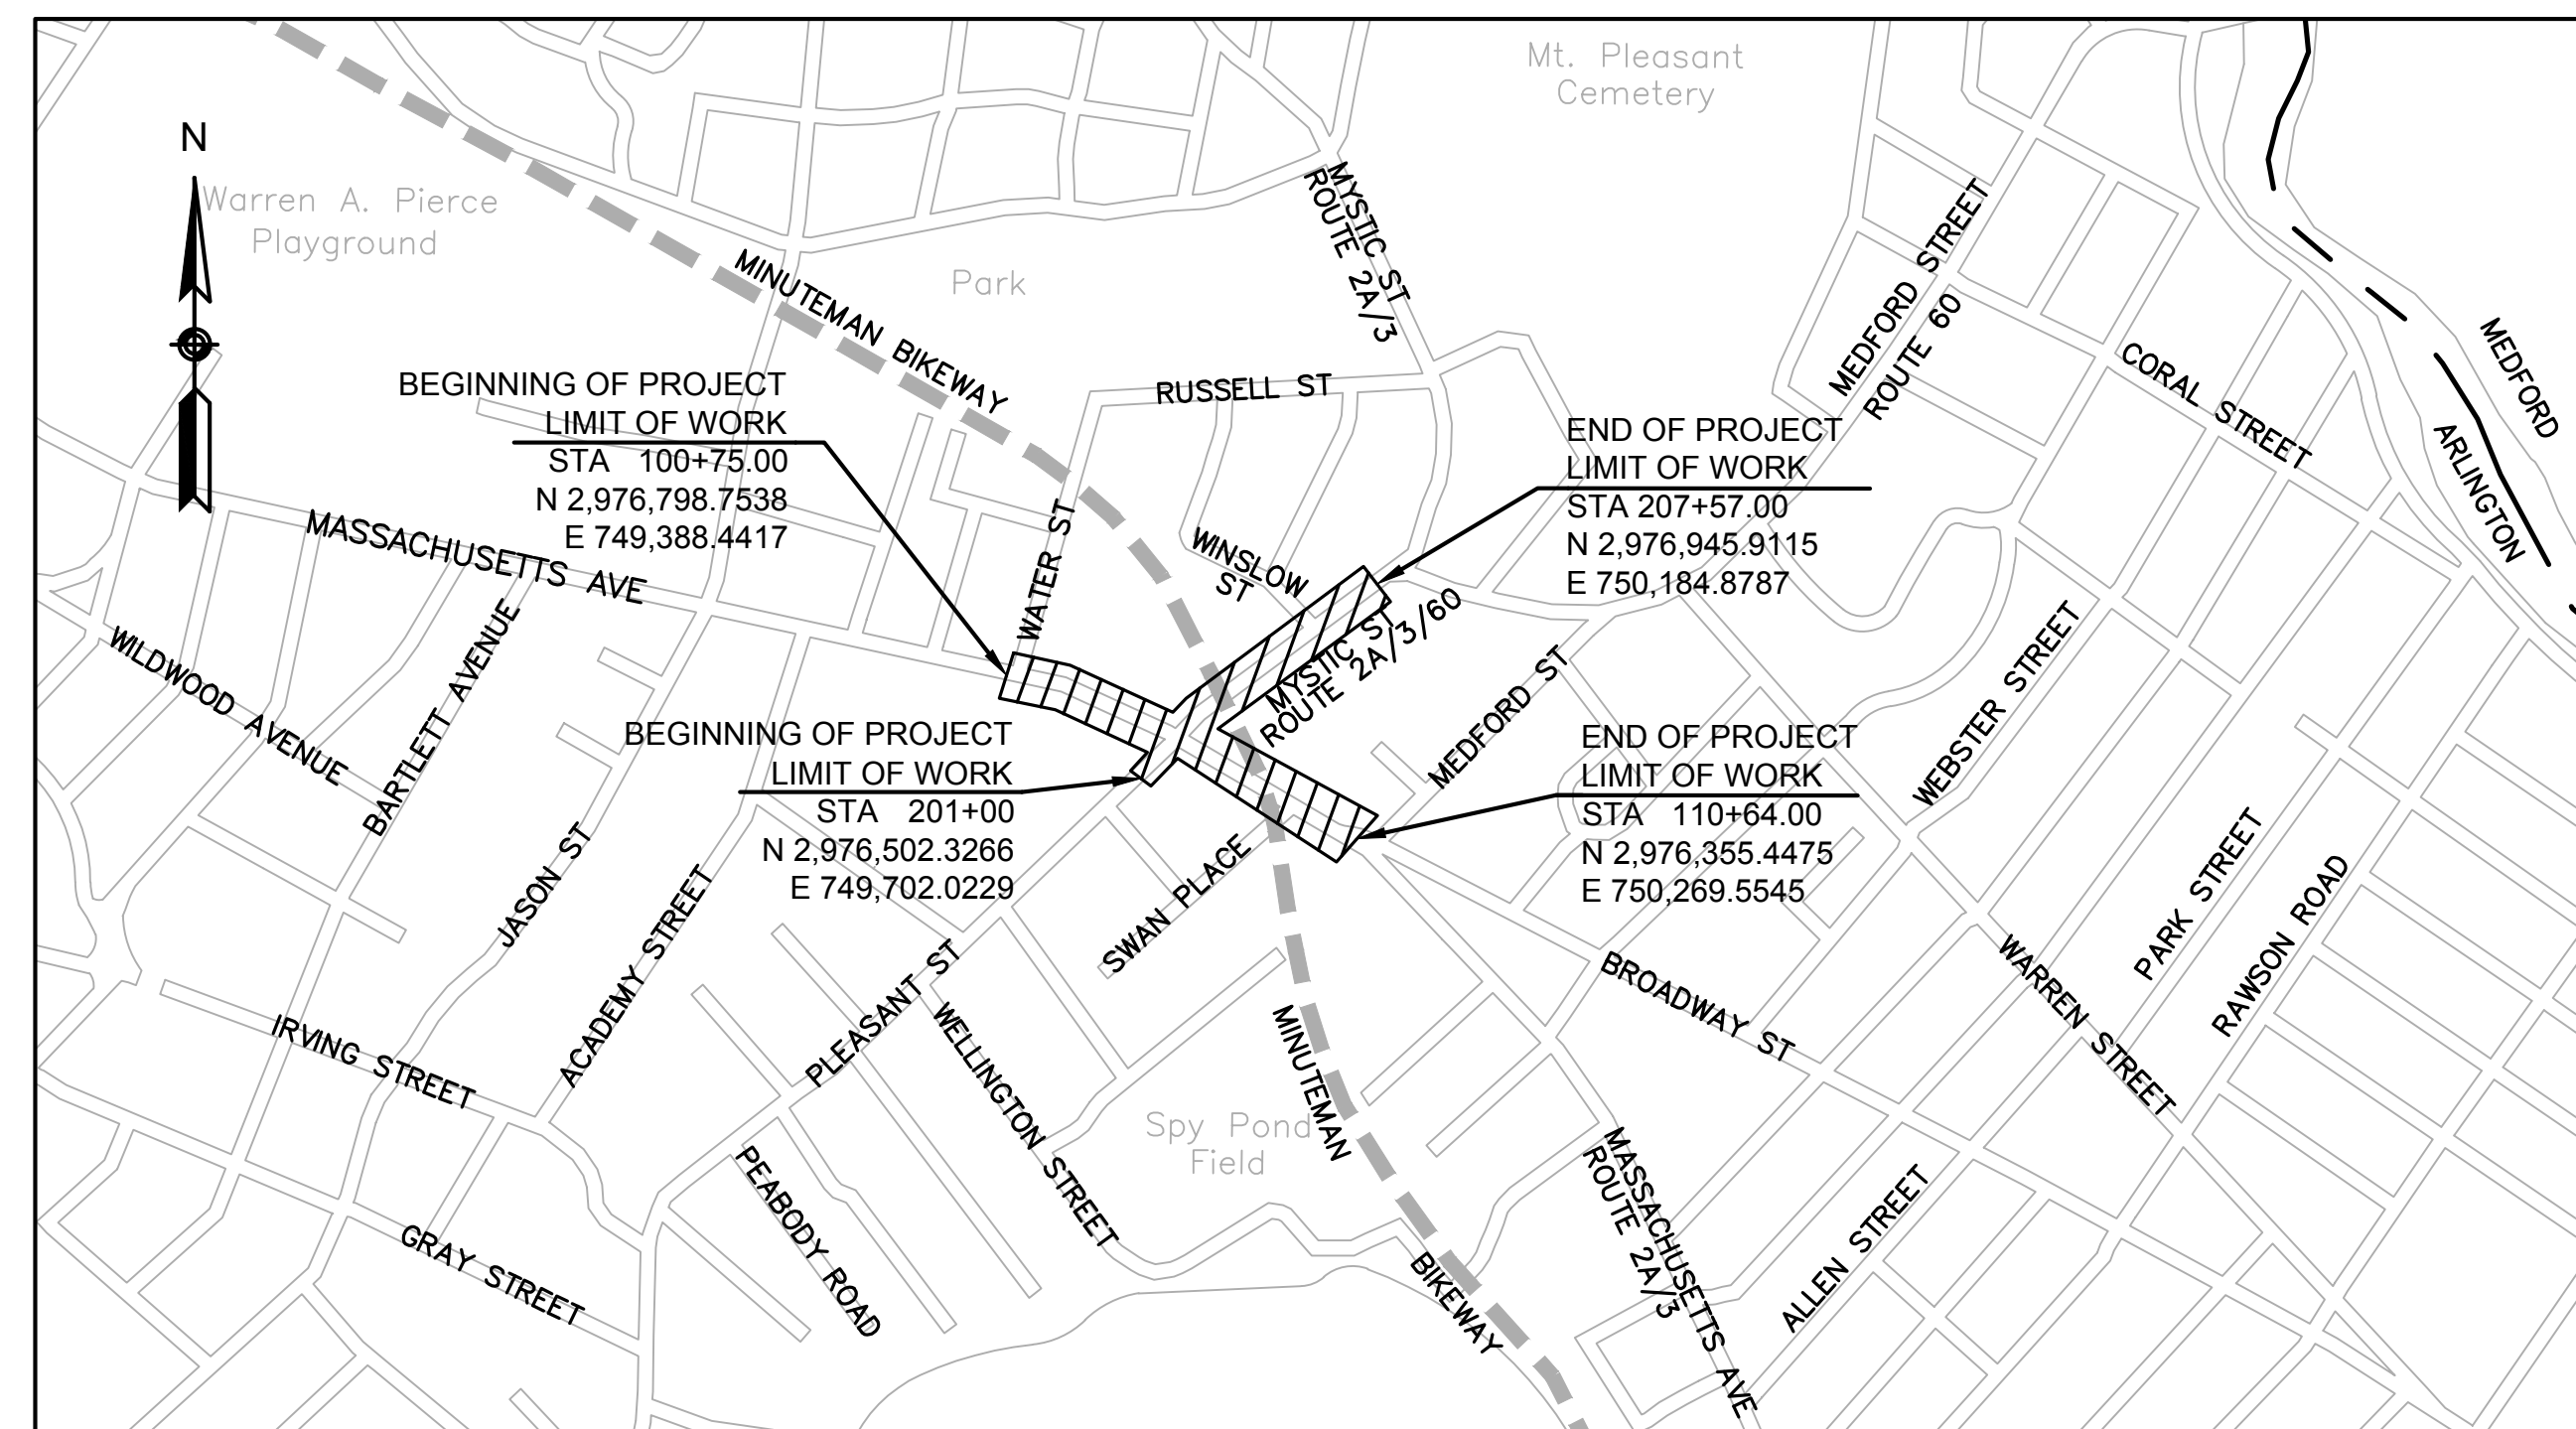 Mt. Pleasant
Cemetery
N
Warren A. Pierce
Playground
Park
MINUTEMAN BIKEWAY
MYSTIC ST
ROUTE 2A/3
MEDFORD STREET
ROUTE 60
CORAL STREET
MEDFORD
ARLINGTON
RUSSELL ST
BEGINNING OF PROJECT
LIMIT OF WORK
STA 100+75.00
N 2,976,798.7538
E 749,388.4417
END OF PROJECT
LIMIT OF WORK
STA 207+57.00
N 2,976,945.9115
E 750,184.8787
MASSACHUSETTS AVE
WATER ST
WINSLOW
ST
MYSTIC ST
ROUTE 2A/3/60
WILDWOOD AVENUE
BARTLETT AVENUE
MEDFORD ST
WEBSTER STREET
BEGINNING OF PROJECT
LIMIT OF WORK
STA 201+00
N 2,976,502.3266
E 749,702.0229
END OF PROJECT
LIMIT OF WORK
STA 110+64.00
N 2,976,355.4475
E 750,269.5545
JASON ST
ACADEMY STREET
SWAN PLACE
PARK STREET
RAWSON ROAD
PLEASANT ST
BROADWAY ST
WARREN STREET
IRVING STREET
WELLINGTON STREET
MINUTEMAN
BIKEWAY
Spy Pond
Field
PEABODY ROAD
GRAY STREET
MASSACHUSETTS AVE
ROUTE 2A/3
ALLEN STREET